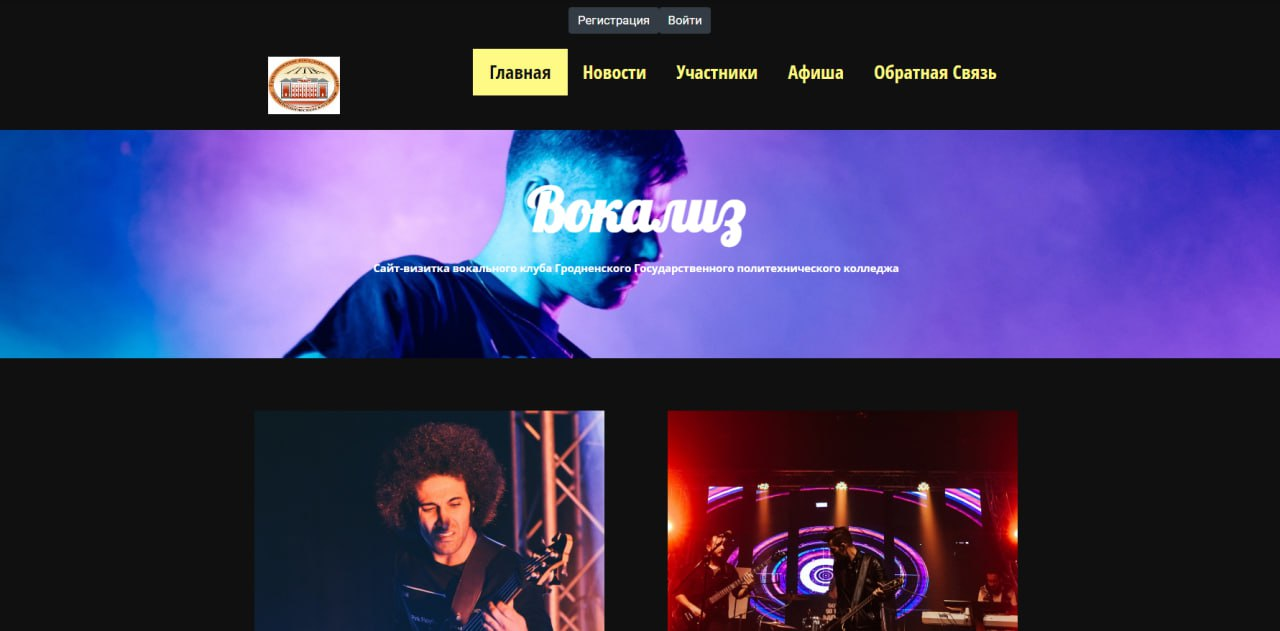 Регистрация Войти
Главная Новости Участники Афиша Обратная Связь
Вокализ
Сайт-визитка вокального клуба Гродненского Государственного политехнического колледжа